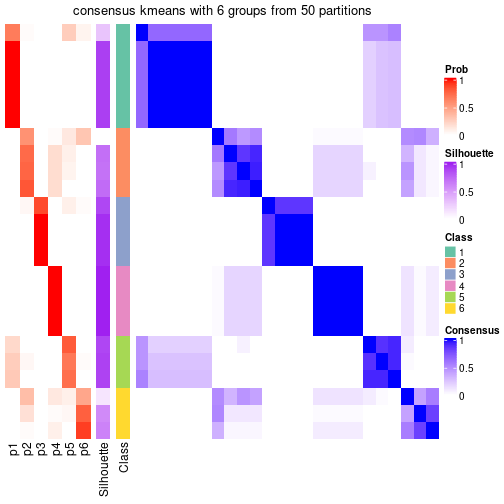 consensus kmeans with 6 groups from 50 partitions
Prob
1
0.5
0
Silhouette
1
0.5
0
Class
1
2
3
4
5
6
Consensus
1
0.5
0
p1
p2
p3
p4
p5
p6
Silhouette
Class